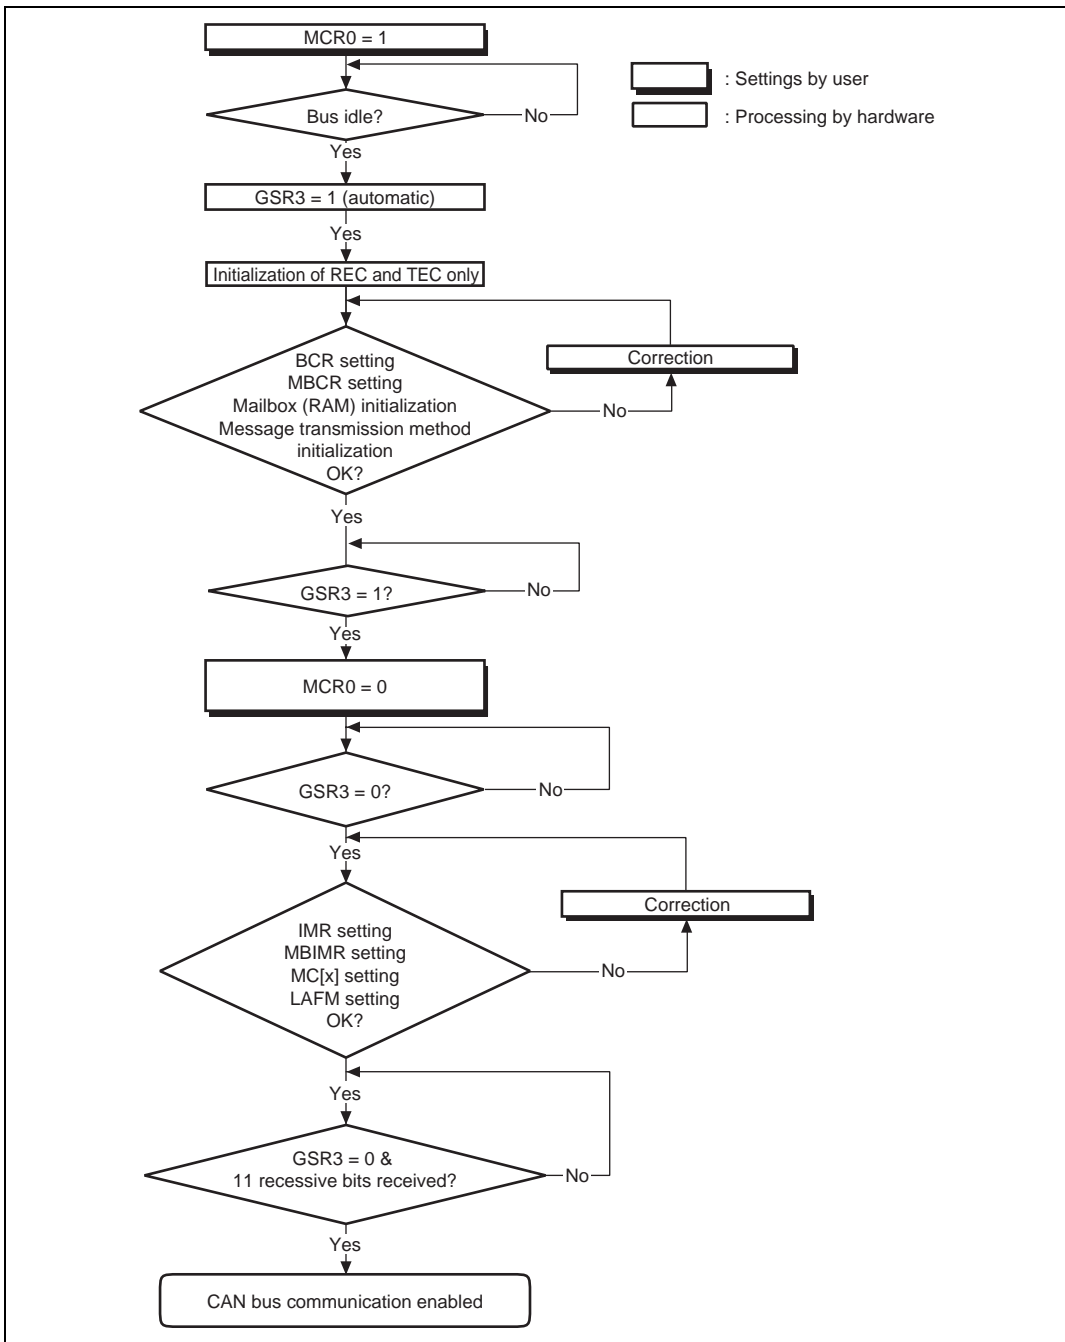 MCR0 = 1
: Settings by user
Bus idle?
No
: Processing by hardware
Yes
GSR3 = 1 (automatic)
Yes
Initialization of REC and TEC only
BCR setting
MBCR setting
Mailbox (RAM) initialization
Message transmission method
initialization
OK?
No
Correction
Yes
GSR3 = 1?
No
Yes
MCR0 = 0
GSR3 = 0?
No
Yes
IMR setting
MBIMR setting
MC[x] setting
LAFM setting
OK?
No
Correction
Yes
GSR3 = 0 &
11 recessive bits received?
No
Yes
CAN bus communication enabled